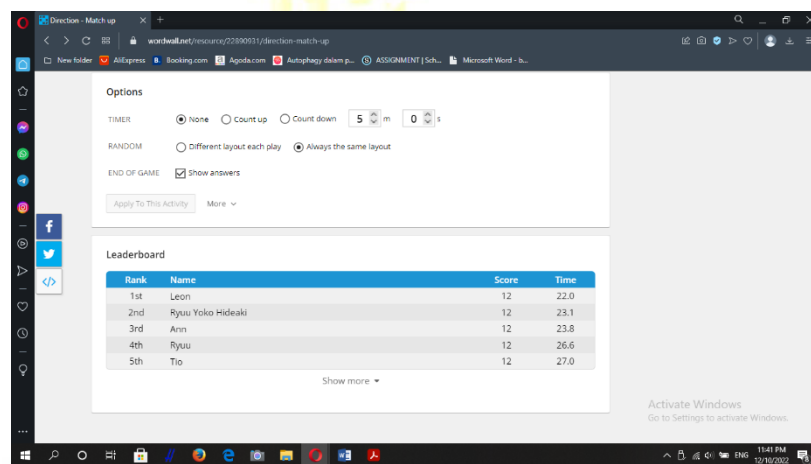 Direction - Match up
wordwall.net/resource/22890931/direction-match-up
New folder AliExpress Booking.com Agoda.com Autophagy dalam p... ASSIGNMENT | Sch... Microsoft Word - b...
Options
TIMER None Count up Count down 5 m 0 s
RANDOM Different layout each play Always the same layout
END OF GAME Show answers
Apply To This Activity More
Leaderboard
Rank Name Score Time
1st Leon 12 22.0
2nd Ryuu Yoko Hideaki 12 23.1
3rd Ann 12 23.8
4th Ryuu 12 26.6
5th Tio 12 27.0
Show more
Activate Windows
Go to Settings to activate Windows.
ENG 11:41 PM
12/10/2022